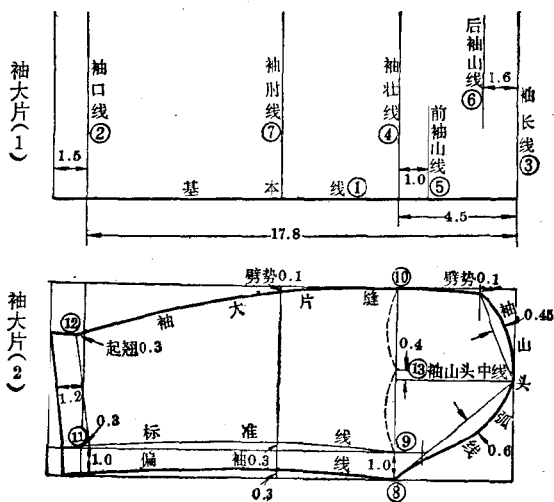 袖大片(1)
袖口线②
袖肘线⑦
袖壮线④
后袖山线⑥
1.6
袖长线③
前袖山线⑤
1.5
1.0
基本线①
4.5
17.8
袖大片(2)
劈势0.1
⑩
劈势0.1
⑫
袖大片缝
起翘0.3
0.45
0.4
⑬袖山头中线
袖山头弧线
1.2
0.3
⑪
标准线
⑨
0.6
1.0
偏袖0.3线
1.0
0.3
⑧